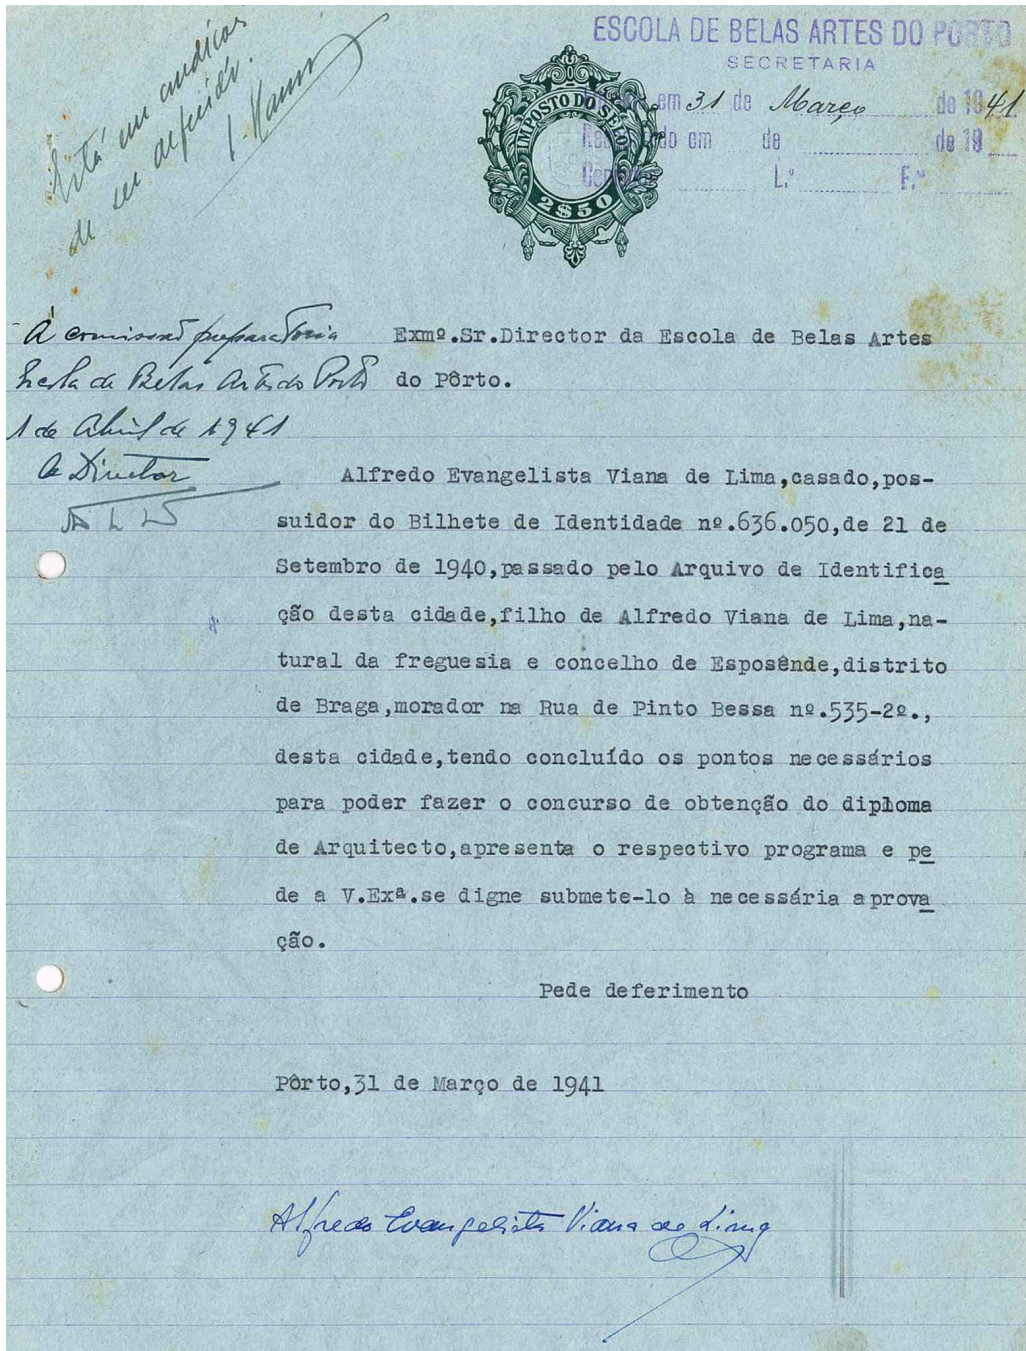 Está em condições
de ser deferido.
ESCOLA DE BELAS ARTES DO PORTO
SECRETARIA
em 31 de Março de 1941
IMPOSTO DO SELO
do em de de 19
L.º F.º
2$50
À comissão preparatoria
Escola de Belas Artes do Porto
1 de Abril de 1941
O Director
Exmº.Sr.Director da Escola de Belas Artes
do Pôrto.
Alfredo Evangelista Viana de Lima,casado,pos-
suidor do Bilhete de Identidade nº.636.050,de 21 de
Setembro de 1940,passado pelo Arquivo de Identifica
ção desta cidade,filho de Alfredo Viana de Lima,na-
tural da freguesia e concelho de Esposênde,distrito
de Braga,morador na Rua de Pinto Bessa nº.535-2º.,
desta cidade,tendo concluído os pontos necessários
para poder fazer o concurso de obtenção do diploma
de Arquitecto,apresenta o respectivo programa e pe
de a V.Exª.se digne submete-lo à necessária aprova
ção.
Pede deferimento
Pôrto,31 de Março de 1941
Alfredo Evangelista Viana de Lima